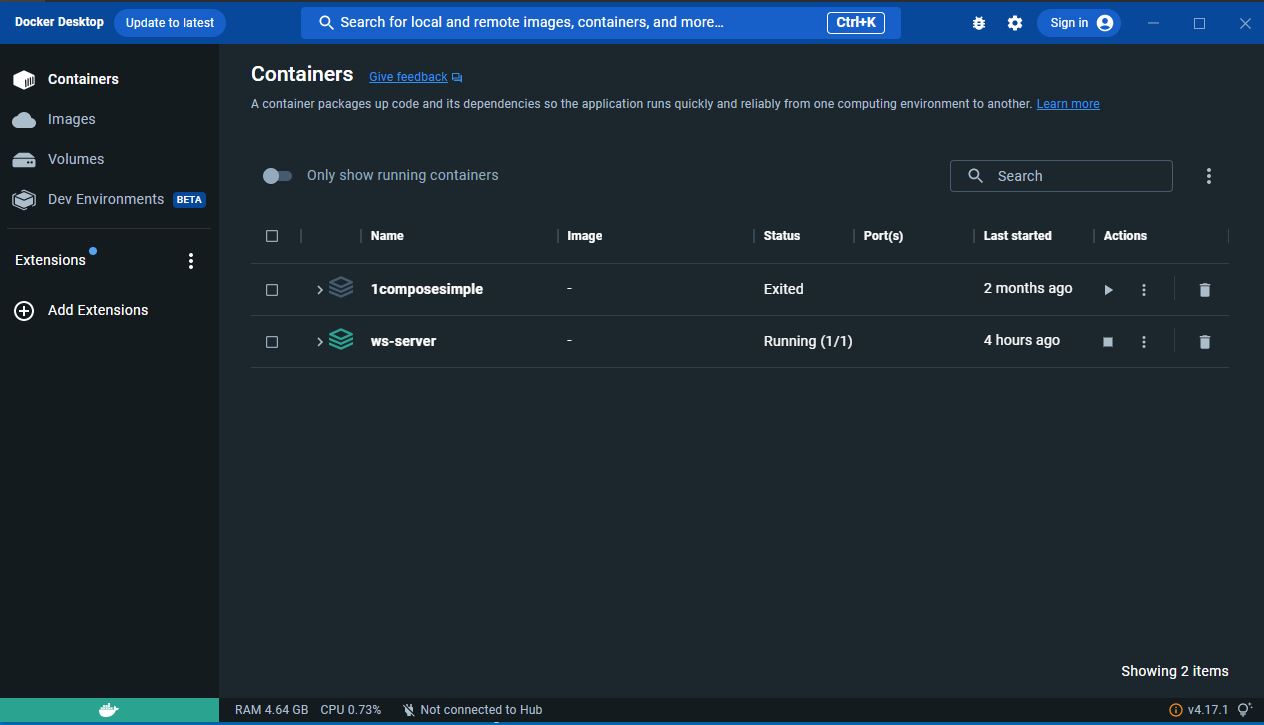 Docker Desktop Update to latest Search for local and remote images, containers, and more... Ctrl+K Sign in
Containers
Images
Volumes
Dev Environments BETA
Extensions
Add Extensions
Containers Give feedback
A container packages up code and its dependencies so the application runs quickly and reliably from one computing environment to another. Learn more
Only show running containers Search
Name Image Status Port(s) Last started Actions
1composesimple - Exited 2 months ago
ws-server - Running (1/1) 4 hours ago
Showing 2 items
RAM 4.64 GB CPU 0.73% Not connected to Hub v4.17.1